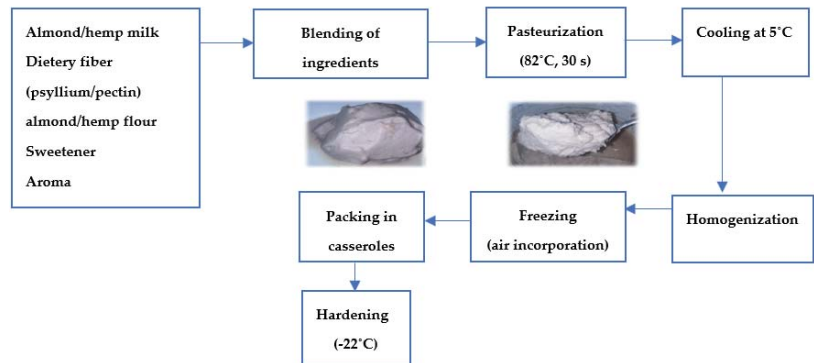 Almond/hemp milk
Dietery fiber
(psyllium/pectin)
almond/hemp flour
Sweetener
Aroma
Blending of
ingredients
Pasteurization
(82˚C, 30 s)
Cooling at 5˚C
Homogenization
Freezing
(air incorporation)
Packing in
casseroles
Hardening
(-22˚C)